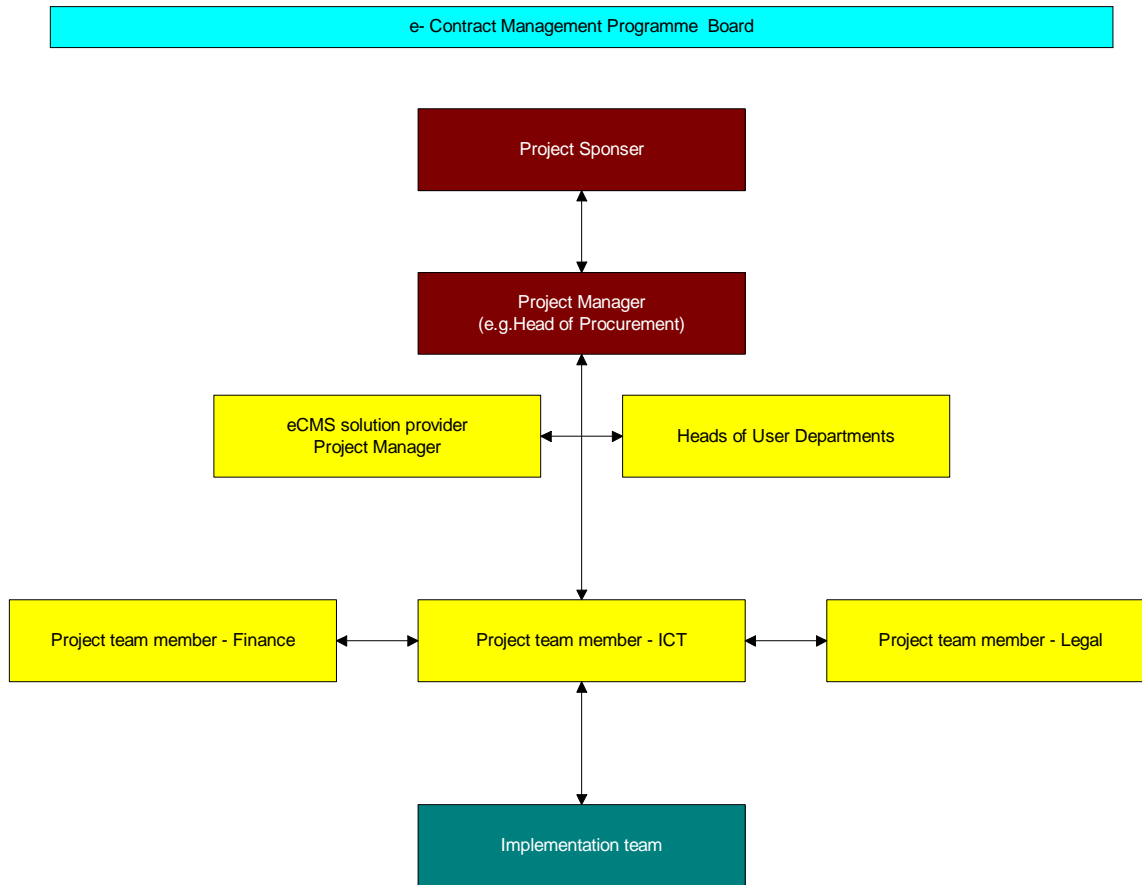 e- Contract Management Programme  Board
Project Sponser
Project Manager
(e.g.Head of Procurement)
eCMS solution provider
Project Manager
Heads of User Departments
Project team member - Finance
Project team member - ICT
Project team member - Legal
Implementation team